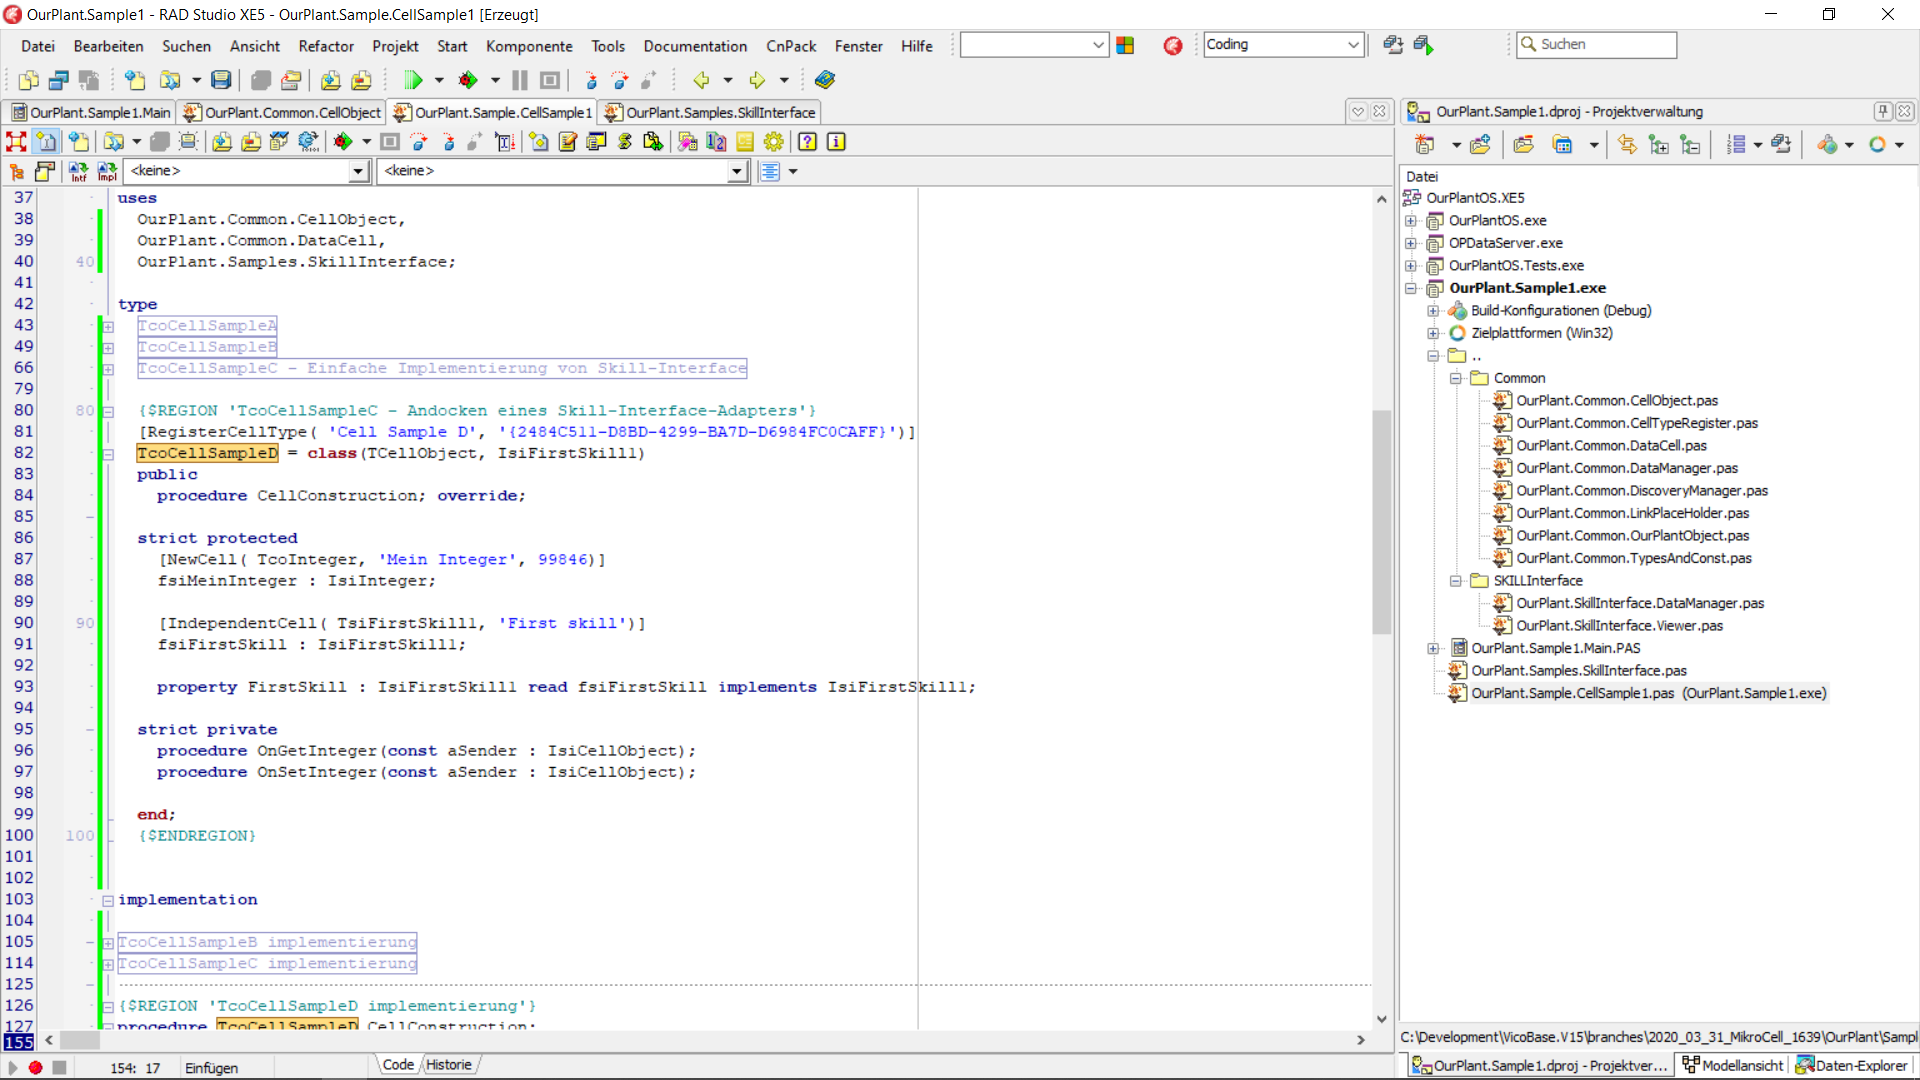 OurPlant.Sample1 - RAD Studio XE5 - OurPlant.Sample.CellSample1 [Erzeugt]
Datei Bearbeiten Suchen Ansicht Refactor Projekt Start Komponente Tools Documentation CnPack Fenster Hilfe Coding Suchen
OurPlant.Sample1.Main OurPlant.Common.CellObject OurPlant.Sample.CellSample1 OurPlant.Samples.SkillInterface
<keine> <keine>
37 uses
38 OurPlant.Common.CellObject,
39 OurPlant.Common.DataCell,
40 40 OurPlant.Samples.SkillInterface;
41
42 type
43 TcoCellSampleA
49 TcoCellSampleB
66 TcoCellSampleC - Einfache Implementierung von Skill-Interface
79
80 80 {$REGION 'TcoCellSampleC - Andocken eines Skill-Interface-Adapters'}
81 [RegisterCellType( 'Cell Sample D', '{2484C511-D8BD-4299-BA7D-D6984FC0CAFF}')]
82 TcoCellSampleD = class(TCellObject, IsiFirstSkill1)
83 public
84 procedure CellConstruction; override;
85
86 strict protected
87 [NewCell( TcoInteger, 'Mein Integer', 99846)]
88 fsiMeinInteger : IsiInteger;
89
90 90 [IndependentCell( TsiFirstSkill1, 'First skill')]
91 fsiFirstSkill : IsiFirstSkill1;
92
93 property FirstSkill : IsiFirstSkill1 read fsiFirstSkill implements IsiFirstSkill1;
94
95 strict private
96 procedure OnGetInteger(const aSender : IsiCellObject);
97 procedure OnSetInteger(const aSender : IsiCellObject);
98
99 end;
100 100 {$ENDREGION}
101
102
103 implementation
104
105 TcoCellSampleB implementierung
114 TcoCellSampleC implementierung
125
126 {$REGION 'TcoCellSampleD implementierung'}
127 procedure TcoCellSampleD.CellConstruction;
155
154: 17 Einfügen Code Historie
OurPlant.Sample1.dproj - Projektverwaltung
Datei
OurPlantOS.XE5
OurPlantOS.exe
OPDataServer.exe
OurPlantOS.Tests.exe
OurPlant.Sample1.exe
Build-Konfigurationen (Debug)
Zielplattformen (Win32)
..
Common
OurPlant.Common.CellObject.pas
OurPlant.Common.CellTypeRegister.pas
OurPlant.Common.DataCell.pas
OurPlant.Common.DataManager.pas
OurPlant.Common.DiscoveryManager.pas
OurPlant.Common.LinkPlaceHolder.pas
OurPlant.Common.OurPlantObject.pas
OurPlant.Common.TypesAndConst.pas
SKILLInterface
OurPlant.SkillInterface.DataManager.pas
OurPlant.SkillInterface.Viewer.pas
OurPlant.Sample1.Main.PAS
OurPlant.Samples.SkillInterface.pas
OurPlant.Sample.CellSample1.pas (OurPlant.Sample1.exe)
C:\Development\VicoBase.V15\branches\2020_03_31_MikroCell_1639\OurPlant\Sampl
OurPlant.Sample1.dproj - Projektver... Modellansicht Daten-Explorer